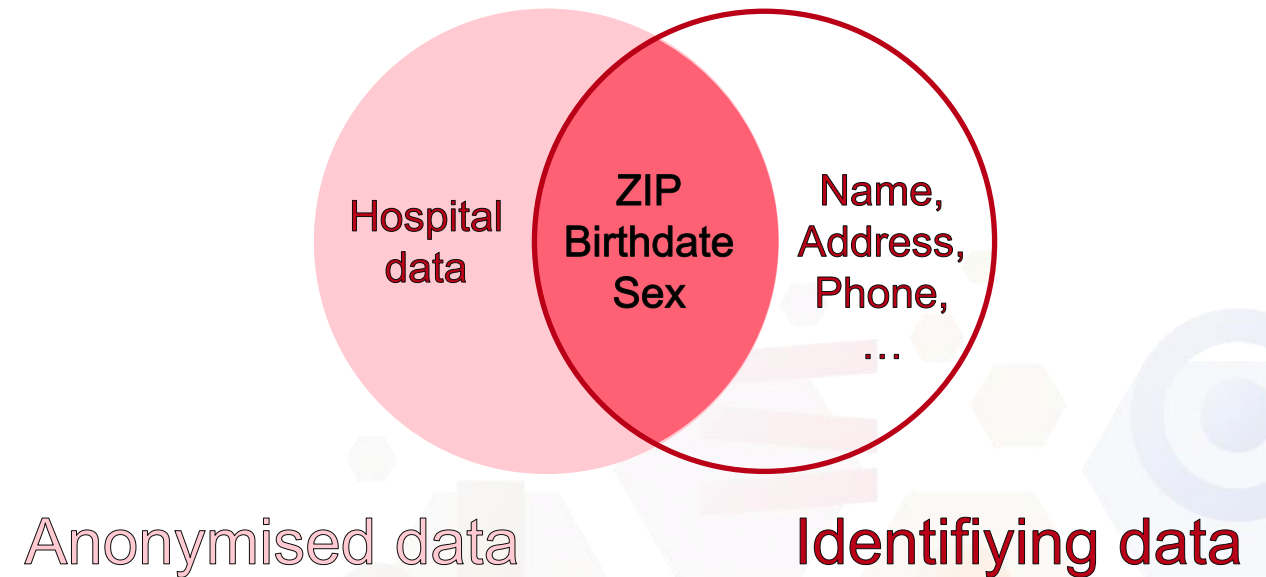 Hospital
data
ZIP
Birthdate
Sex
Name,
Address,
Phone,
...
Anonymised data
Identifiying data